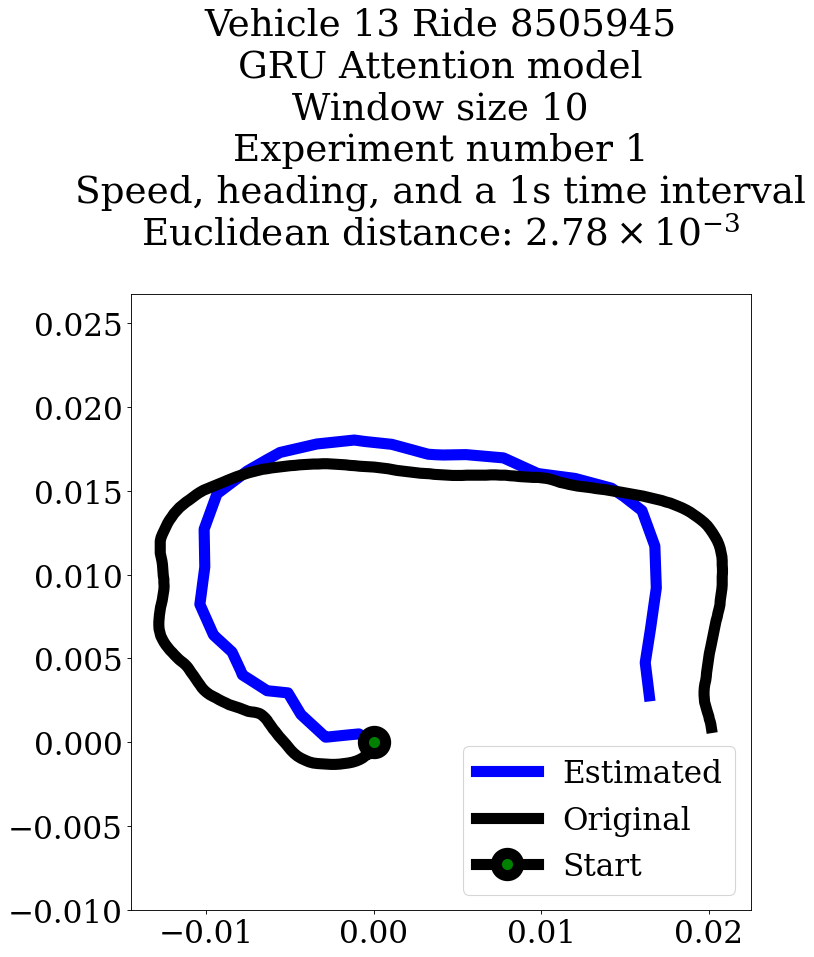 Vehicle 13 Ride 8505945
GRU Attention model
Window size 10
Experiment number 1
Speed, heading, and a 1s time interval
Euclidean distance: 2.78 × 10⁻³
0.025
0.020
0.015
0.010
0.005
0.000
−0.005
−0.010
−0.01 0.00 0.01 0.02
Estimated
Original
Start